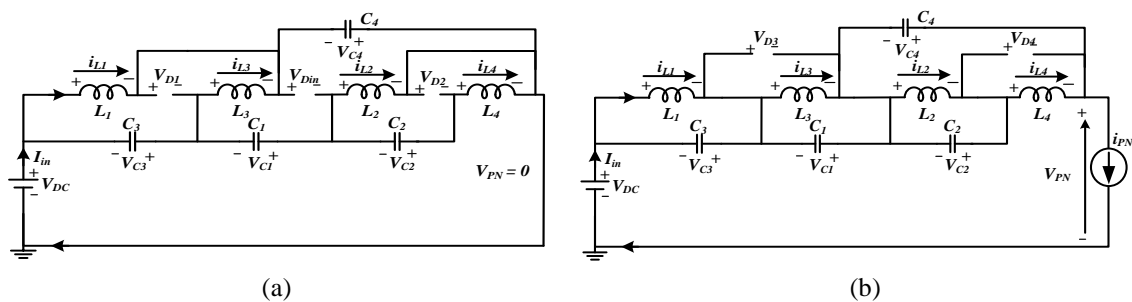 C4
− VC4 +
iL1 iL3 iL2 iL4
+ − + VD1 − + − + VDin − + − + VD2 − + −
L1 L3 L2 L4
C3 C1 C2
− VC3 + − VC1 + − VC2 +
Iin
+ VDC −
VPN = 0
(a)
C4
− VC4 +
+ VD3 − + VD4 −
iL1 iL3 iL2 iL4
+ − + − + − + −
L1 L3 L2 L4
C3 C1 C2
− VC3 + − VC1 + − VC2 +
Iin
+ VDC −
+ VPN −
iPN
(b)